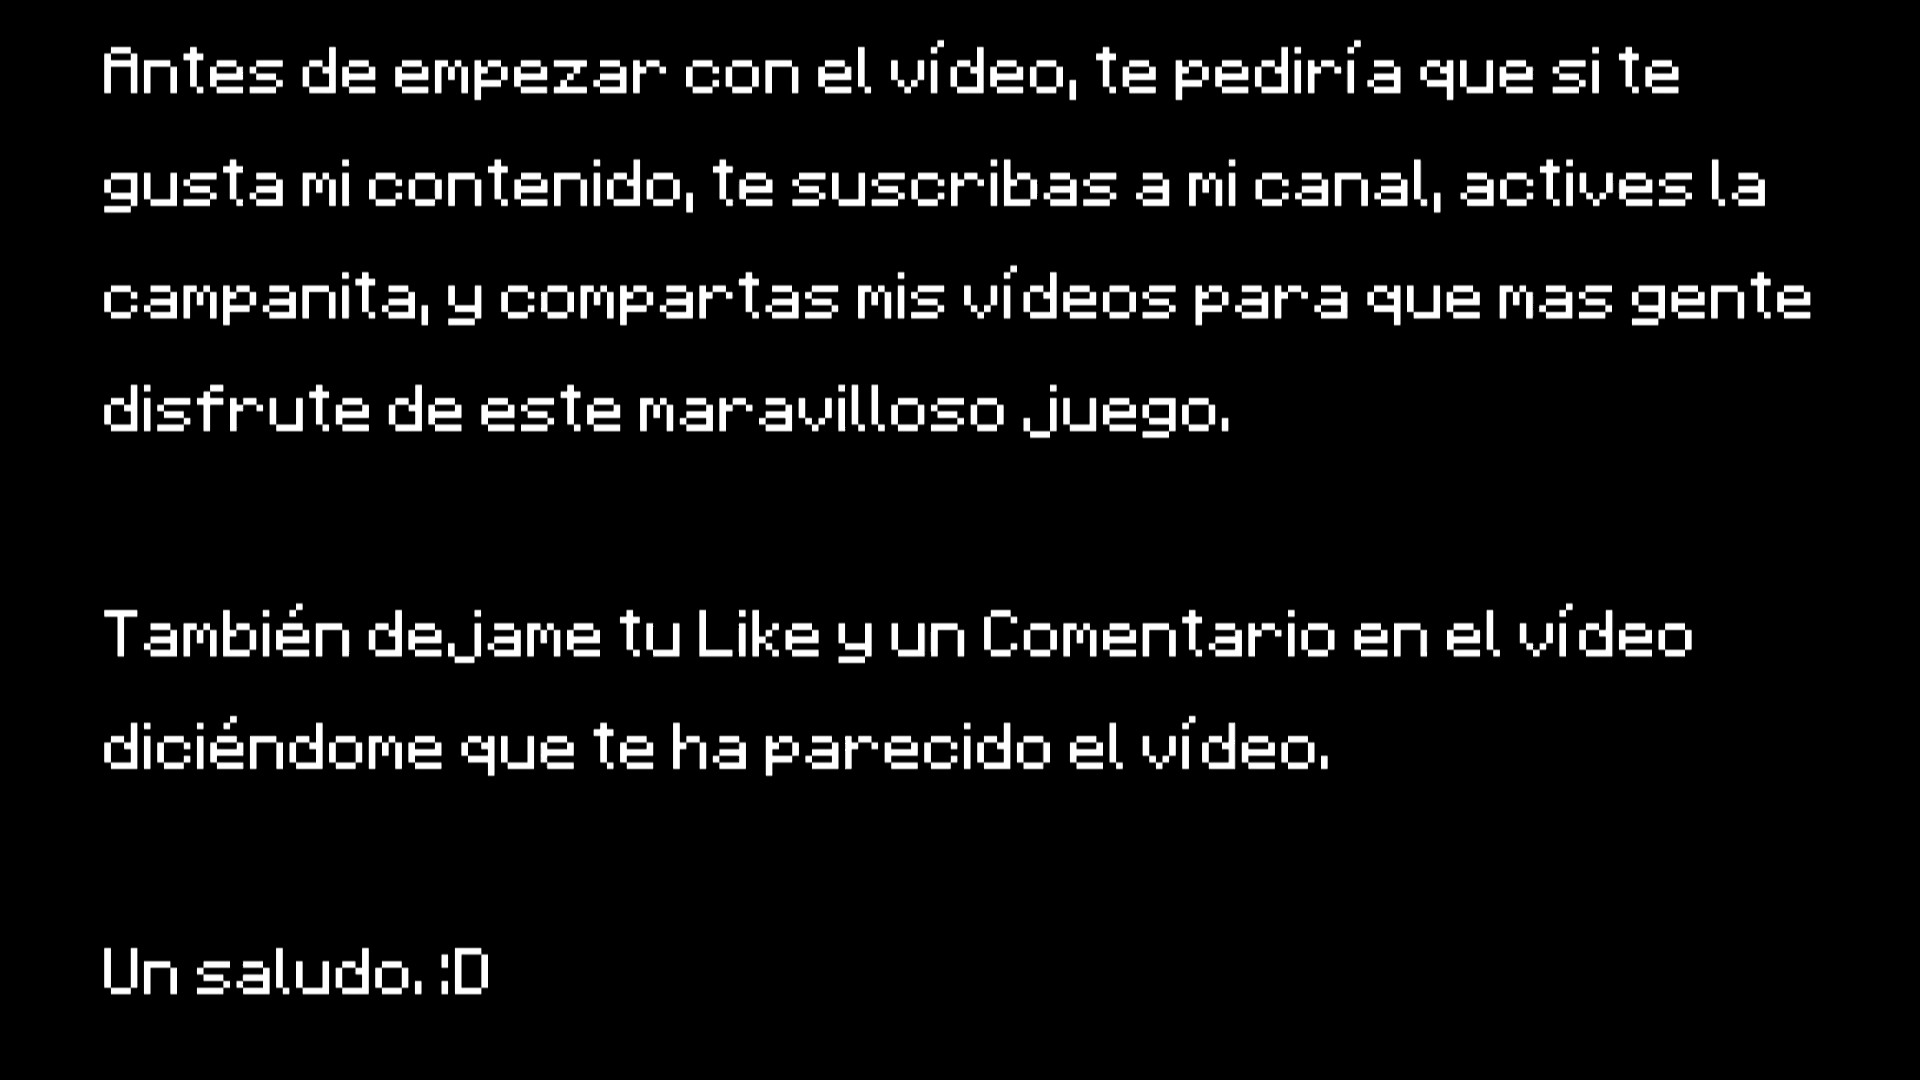 Antes de empezar con el vídeo, te pediría que si te
gusta mi contenido, te suscribas a mi canal, actives la
campanita, y compartas mis vídeos para que mas gente
disfrute de este maravilloso juego.
También dejame tu Like y un Comentario en el vídeo
diciéndome que te ha parecido el vídeo.
Un saludo. :D